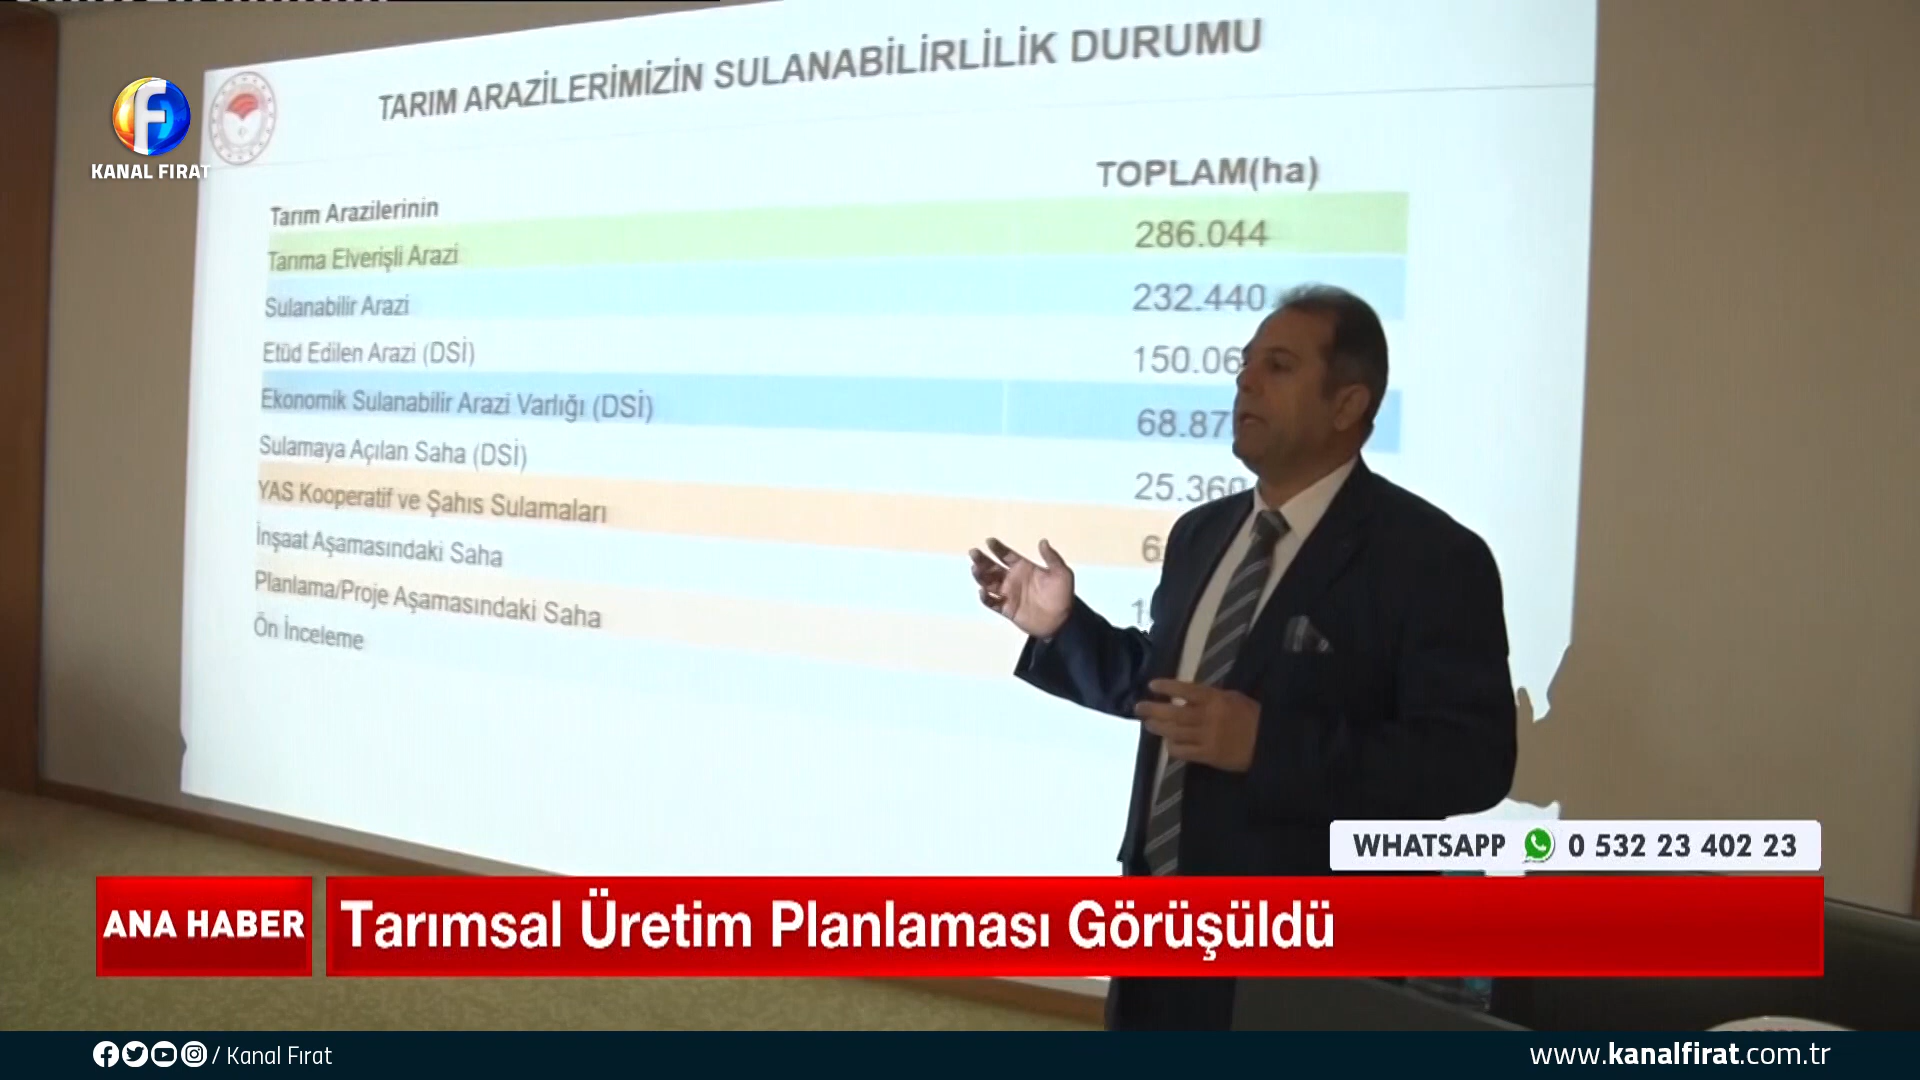 TARIM ARAZİLERİMİZİN SULANABİLİRLİLİK DURUMU
KANAL FIRAT
TOPLAM(ha)
Tarım Arazilerinin
Tarıma Elverişli Arazi 286.044
Sulanabilir Arazi 232.440
Etüd Edilen Arazi (DSİ)
Ekonomik Sulanabilir Arazi Varlığı (DSİ)
Sulamaya Açılan Saha (DSİ) 25.360
YAS Kooperatif ve Şahıs Sulamaları
İnşaat Aşamasındaki Saha
Planlama/Proje Aşamasındaki Saha
Ön İnceleme
WHATSAPP 0 532 23 402 23
ANA HABER Tarımsal Üretim Planlaması Görüşüldü
/ Kanal Fırat www.kanalfirat.com.tr